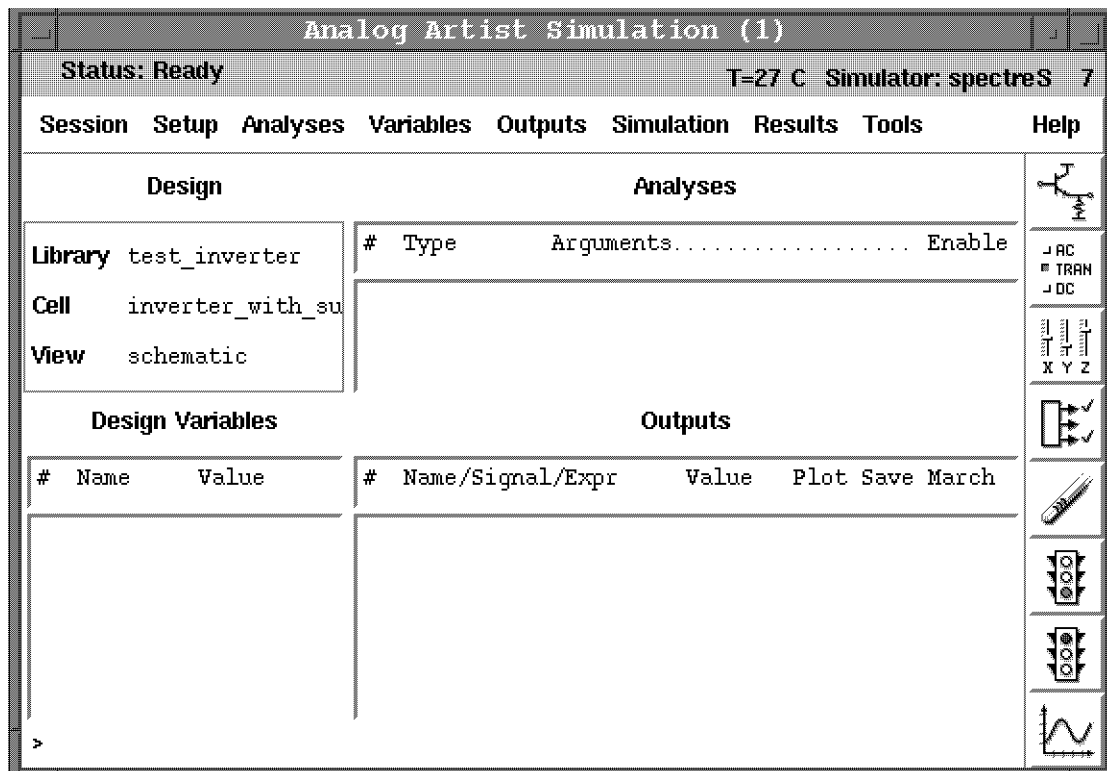 Analog Artist Simulation (1)
Status: Ready
T=27 C Simulator: spectreS 7
Session Setup Analyses Variables Outputs Simulation Results Tools Help
Design
Analyses
Library test_inverter
Cell inverter_with_su
View schematic
# Type Arguments.................. Enable
AC
TRAN
DC
X Y Z
Design Variables
Outputs
# Name Value
# Name/Signal/Expr Value Plot Save March
>